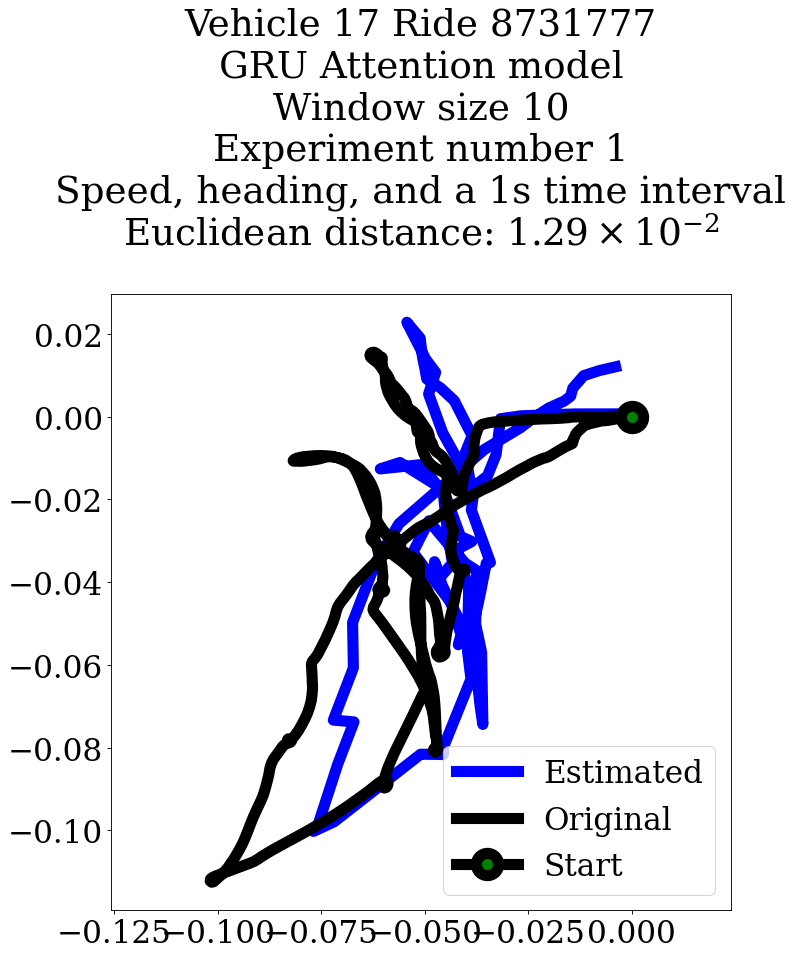 Vehicle 17 Ride 8731777
GRU Attention model
Window size 10
Experiment number 1
Speed, heading, and a 1s time interval
Euclidean distance: 1.29 × 10⁻²
0.02
0.00
−0.02
−0.04
−0.06
−0.08
−0.10
Estimated
Original
Start
−0.125 −0.100 −0.075 −0.050 −0.025 0.000